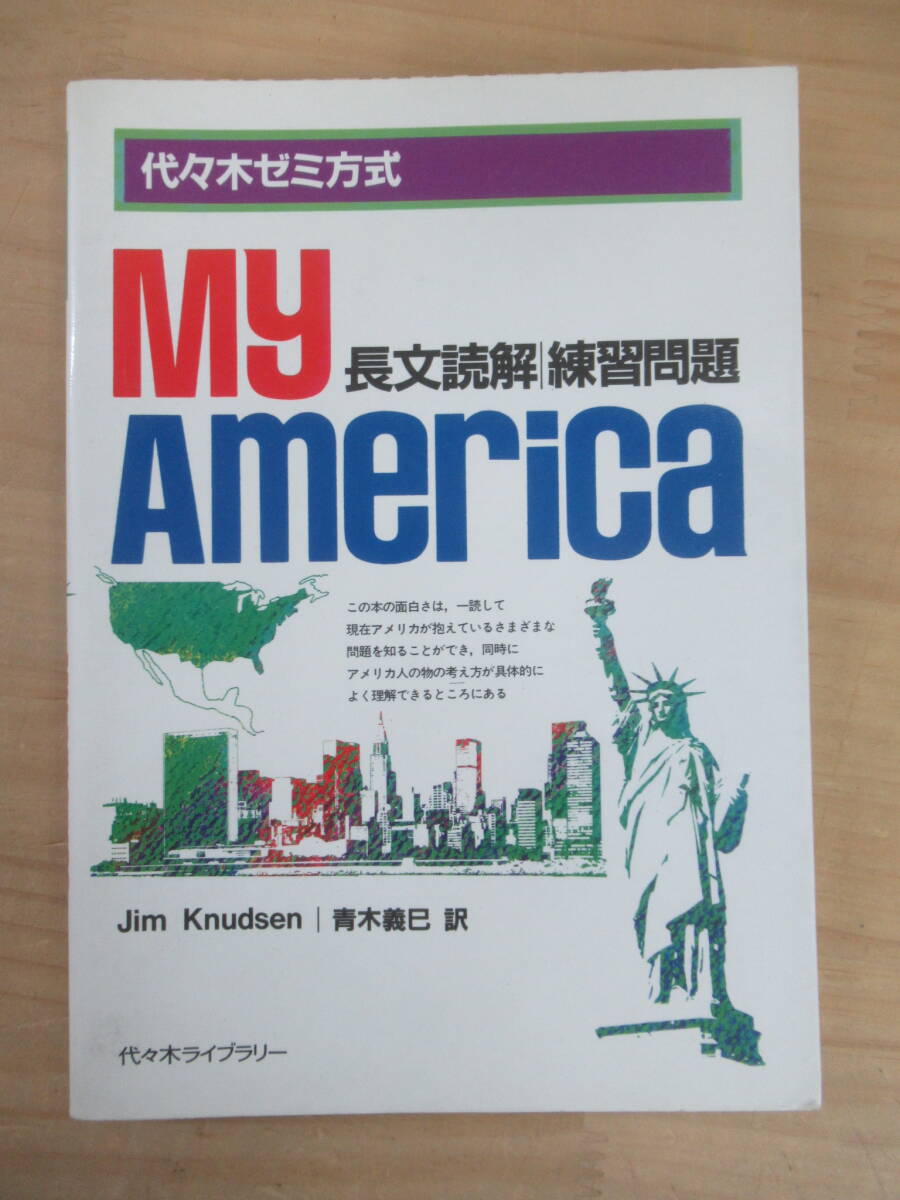 代々木ゼミ方式
My
長文読解|練習問題
America
この本の面白さは，一読して
現在アメリカが抱えているさまざまな
問題を知ることができ，同時に
アメリカ人の物の考え方が具体的に
よく理解できるところにある
Jim Knudsen | 青木義巳 訳
代々木ライブラリー